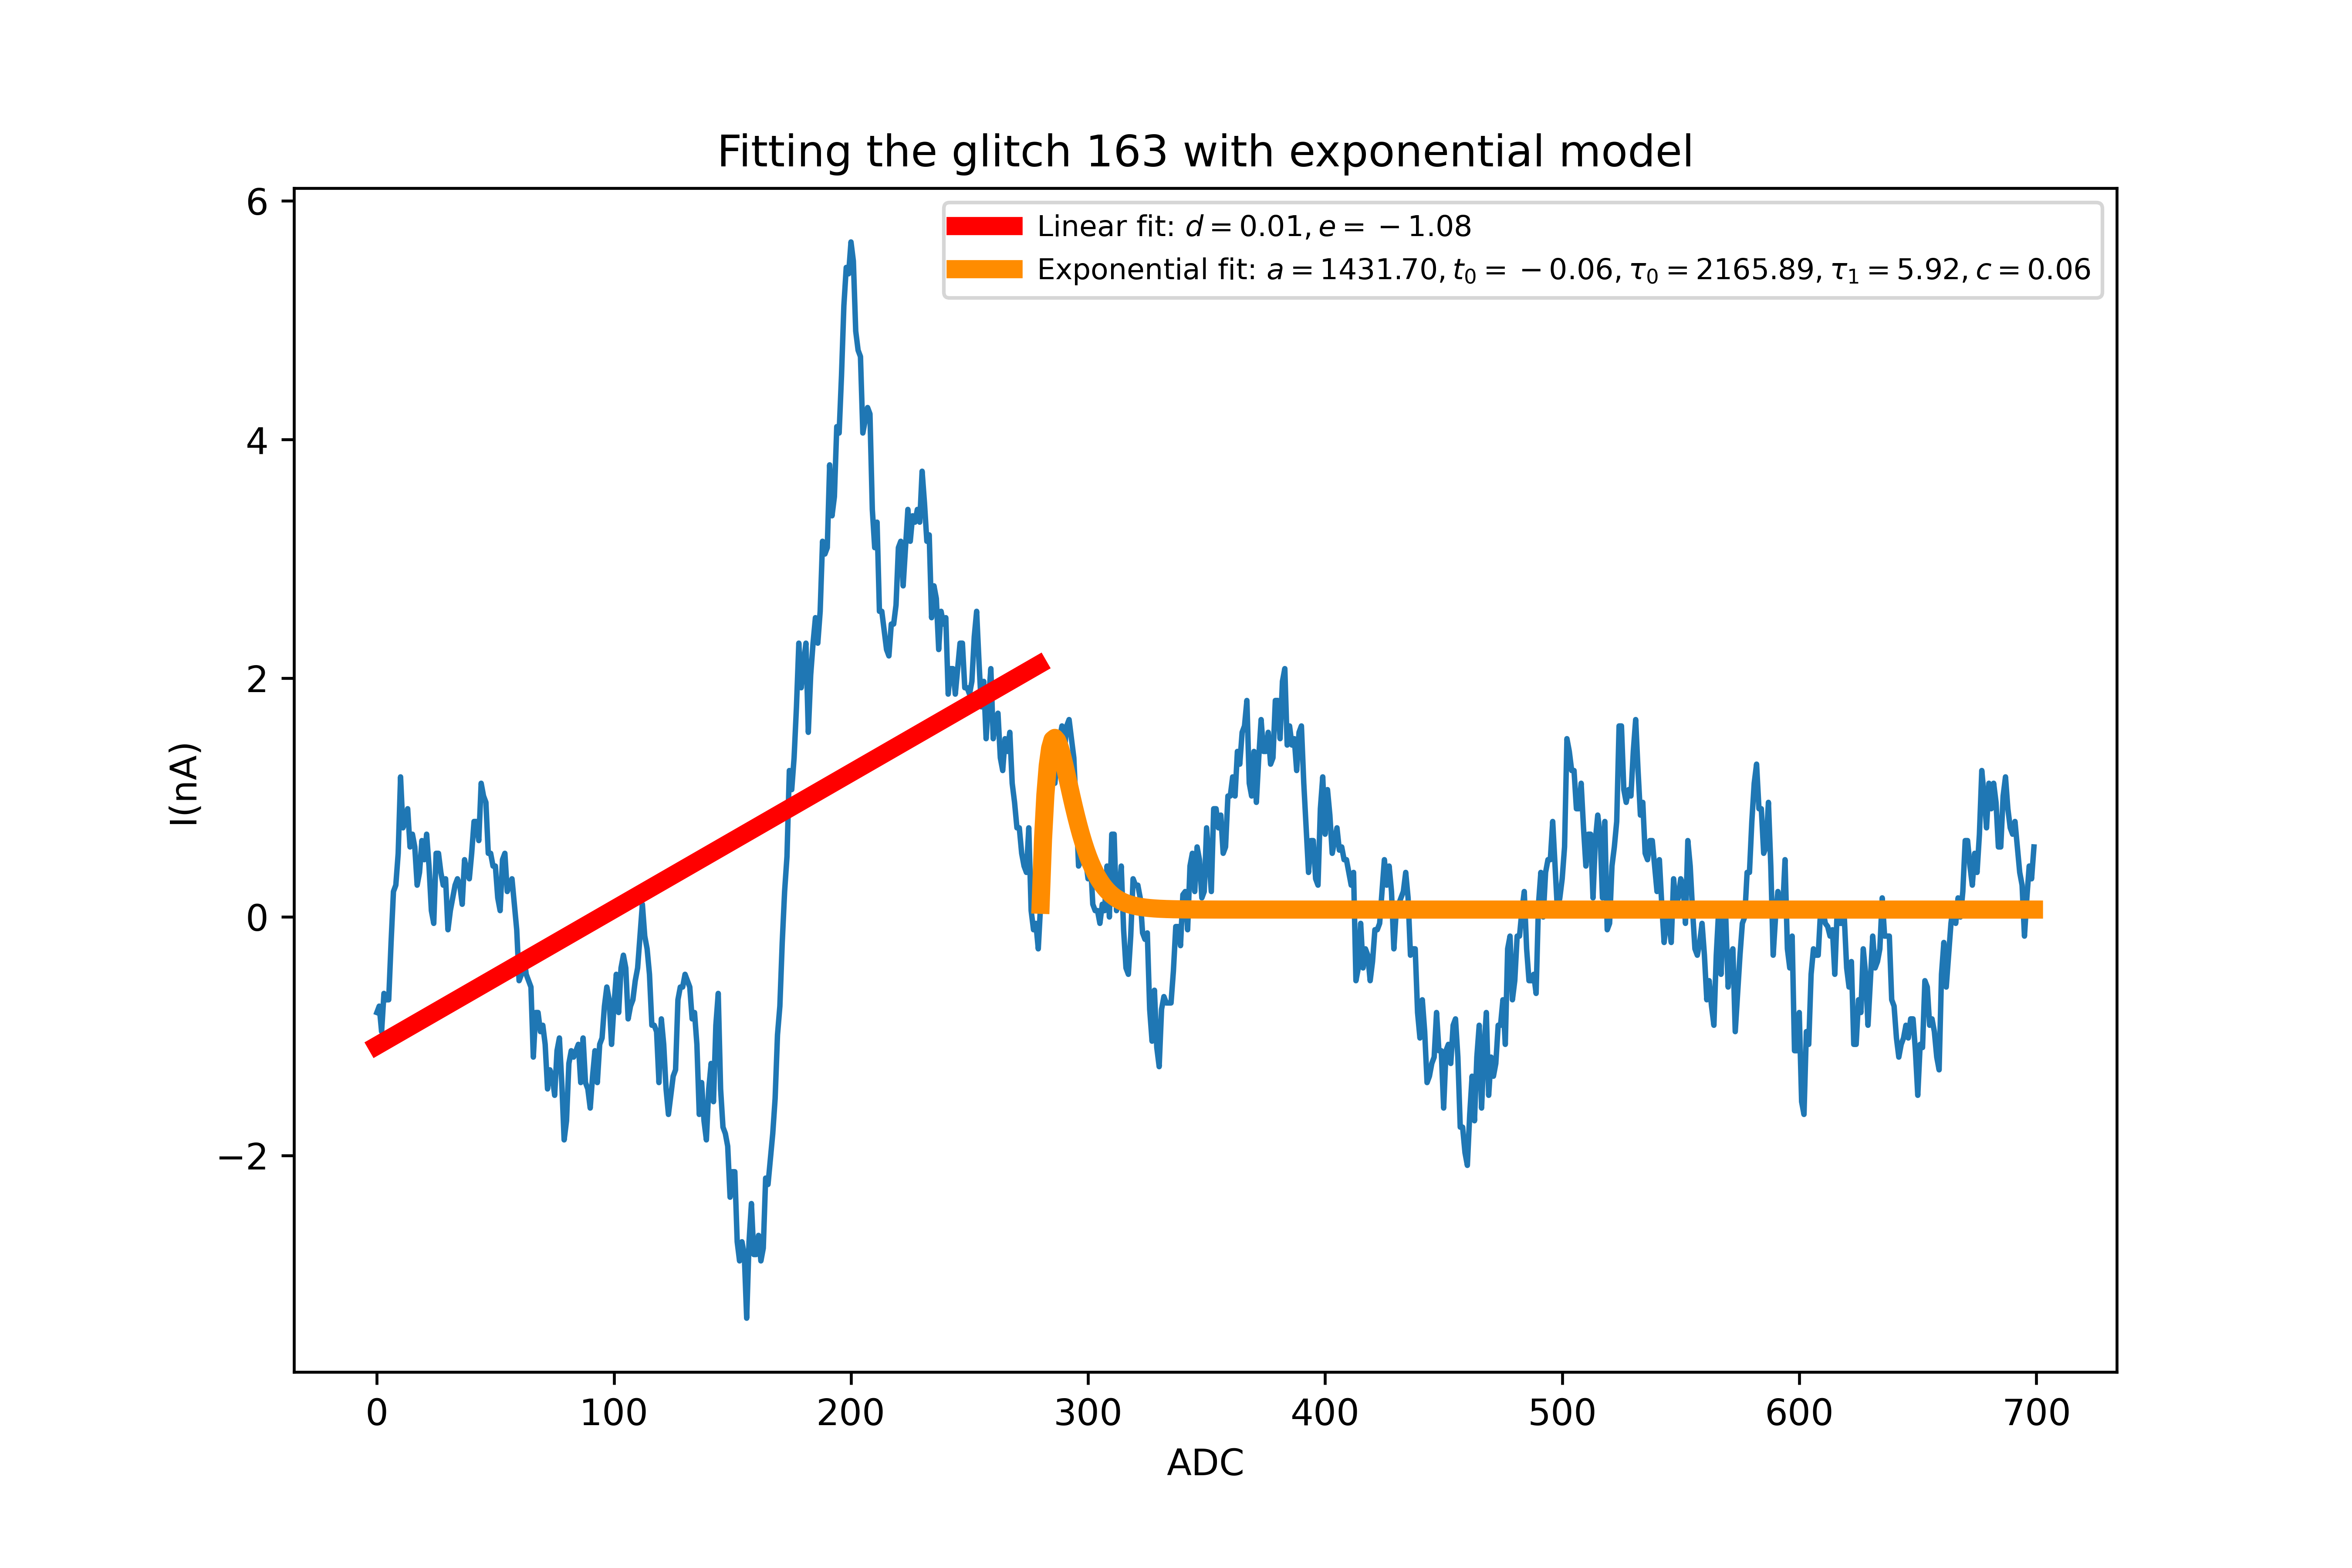 Fitting the glitch 163 with exponential model
Linear fit: d = 0.01, e = −1.08
Exponential fit: a = 1431.70, t₀ = −0.06, τ₀ = 2165.89, τ₁ = 5.92, c = 0.06
6
4
2
0
−2
I(nA)
0 100 200 300 400 500 600 700
ADC